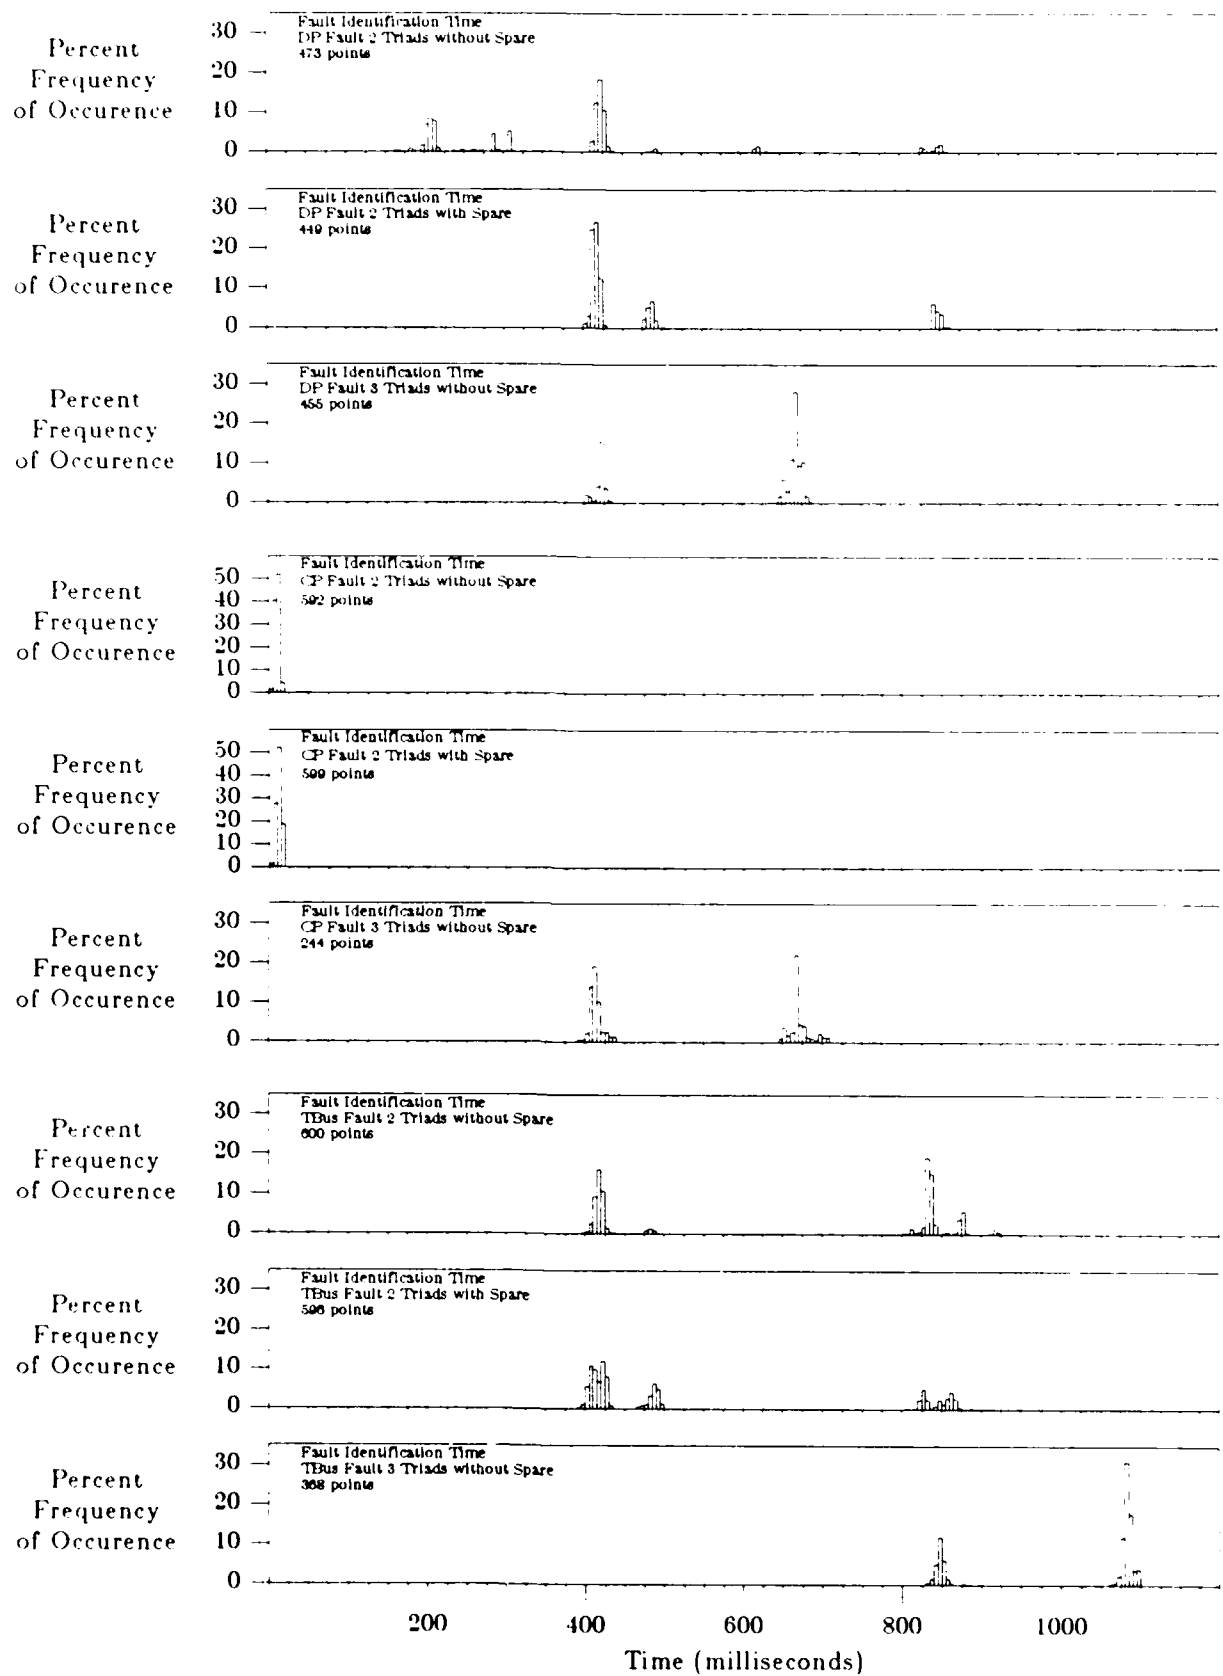 Fault Identification Time
DP Fault 2 Triads without Spare
473 points
Percent
Frequency
of Occurence
30
20
10
0
Fault Identification Time
DP Fault 2 Triads with Spare
449 points
Percent
Frequency
of Occurence
30
20
10
0
Fault Identification Time
DP Fault 3 Triads without Spare
455 points
Percent
Frequency
of Occurence
30
20
10
0
Fault Identification Time
CP Fault 2 Triads without Spare
592 points
Percent
Frequency
of Occurence
50
40
30
20
10
0
Fault Identification Time
CP Fault 2 Triads with Spare
599 points
Percent
Frequency
of Occurence
50
40
30
20
10
0
Fault Identification Time
CP Fault 3 Triads without Spare
244 points
Percent
Frequency
of Occurence
30
20
10
0
Fault Identification Time
TBus Fault 2 Triads without Spare
600 points
Percent
Frequency
of Occurence
30
20
10
0
Fault Identification Time
TBus Fault 2 Triads with Spare
596 points
Percent
Frequency
of Occurence
30
20
10
0
Fault Identification Time
TBus Fault 3 Triads without Spare
368 points
Percent
Frequency
of Occurence
30
20
10
0
200 400 600 800 1000
Time (milliseconds)